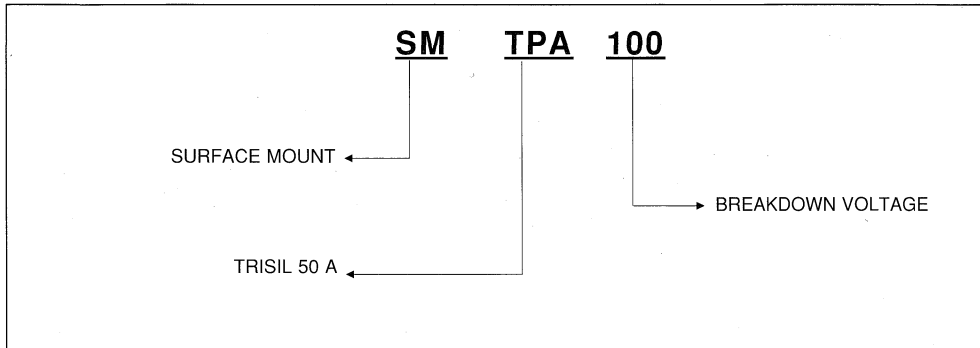 SM TPA 100
SURFACE MOUNT
BREAKDOWN VOLTAGE
TRISIL 50 A